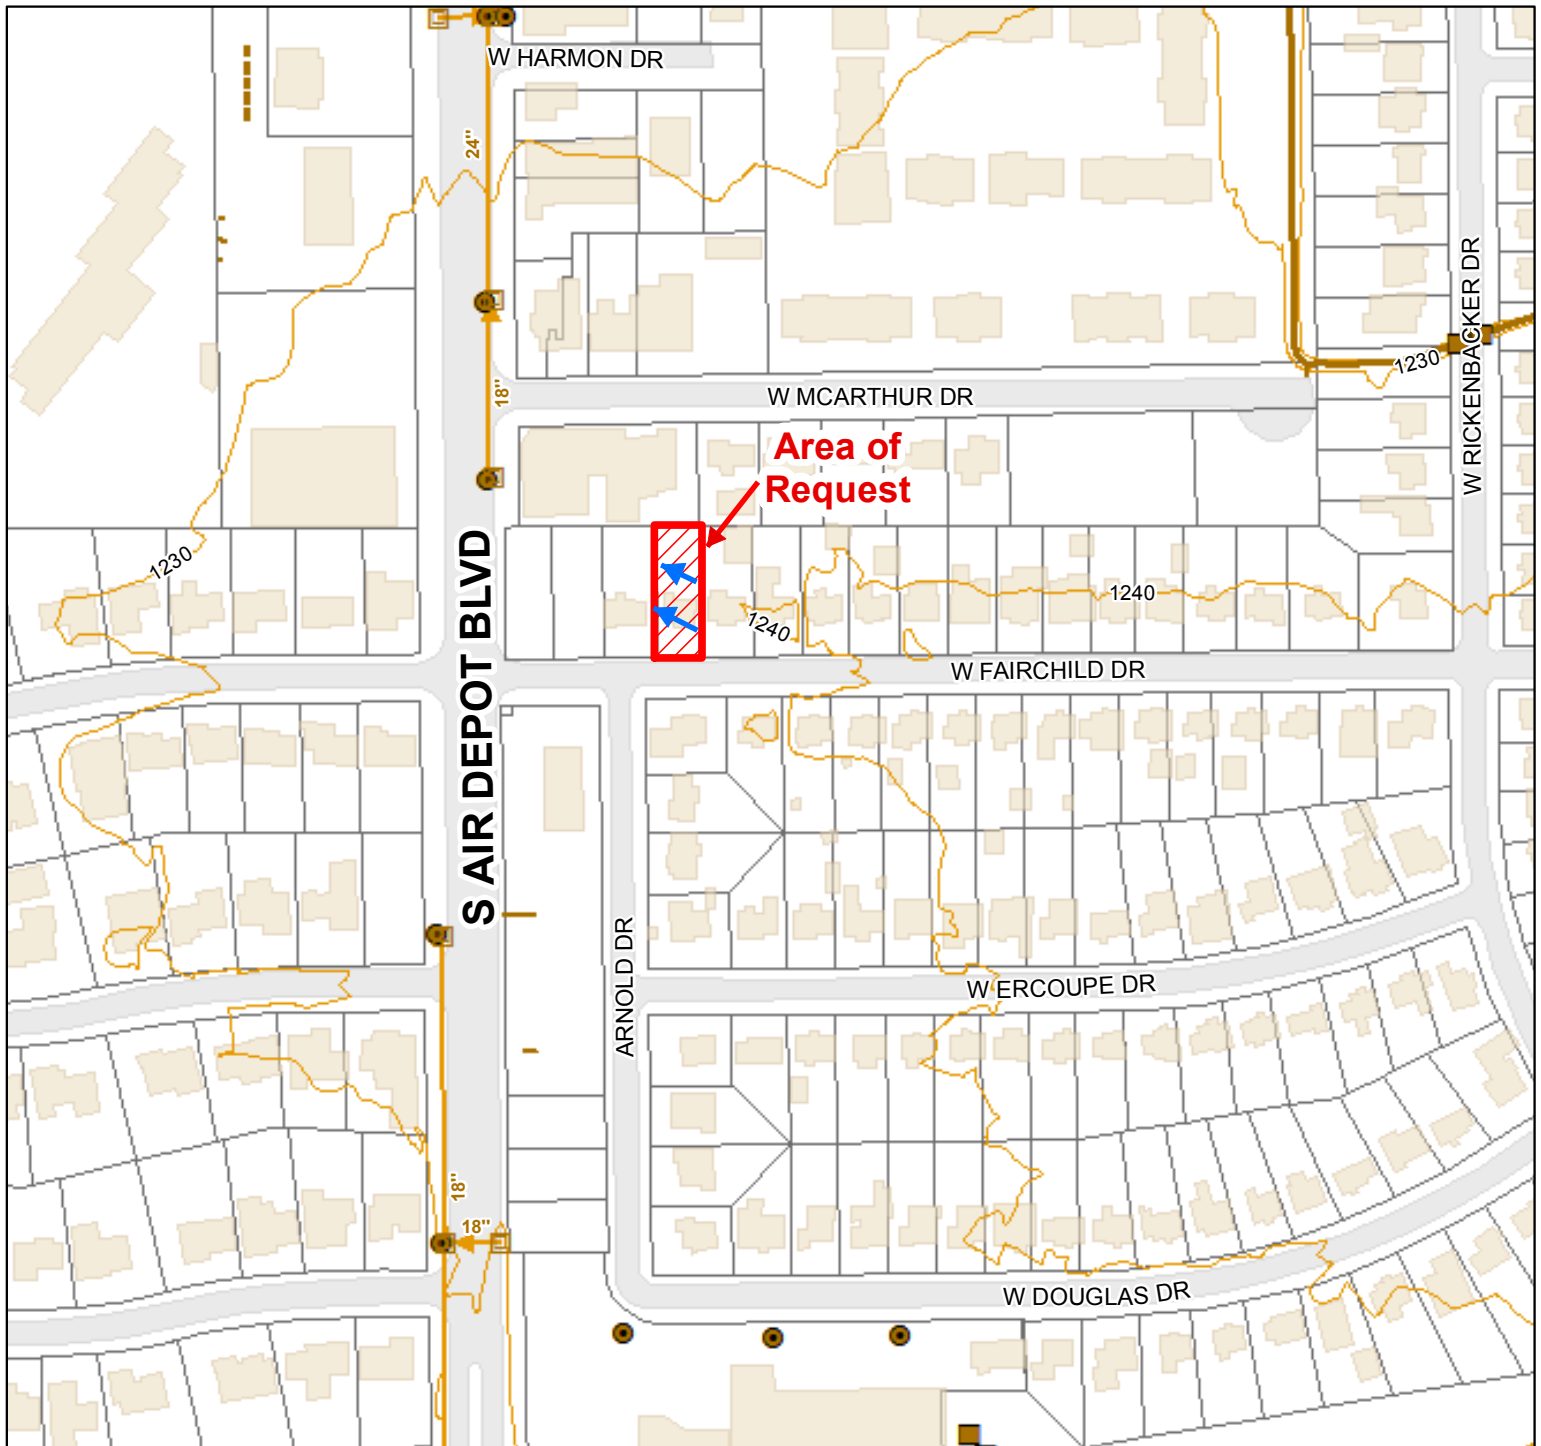 W HARMON DR
24"
W RICKENBACKER DR
1230
18"
W MCARTHUR DR
Area of
Request
S AIR DEPOT BLVD
1230
1240
1240
W FAIRCHILD DR
ARNOLD DR
W ERCOUPE DR
18"
18"
W DOUGLAS DR